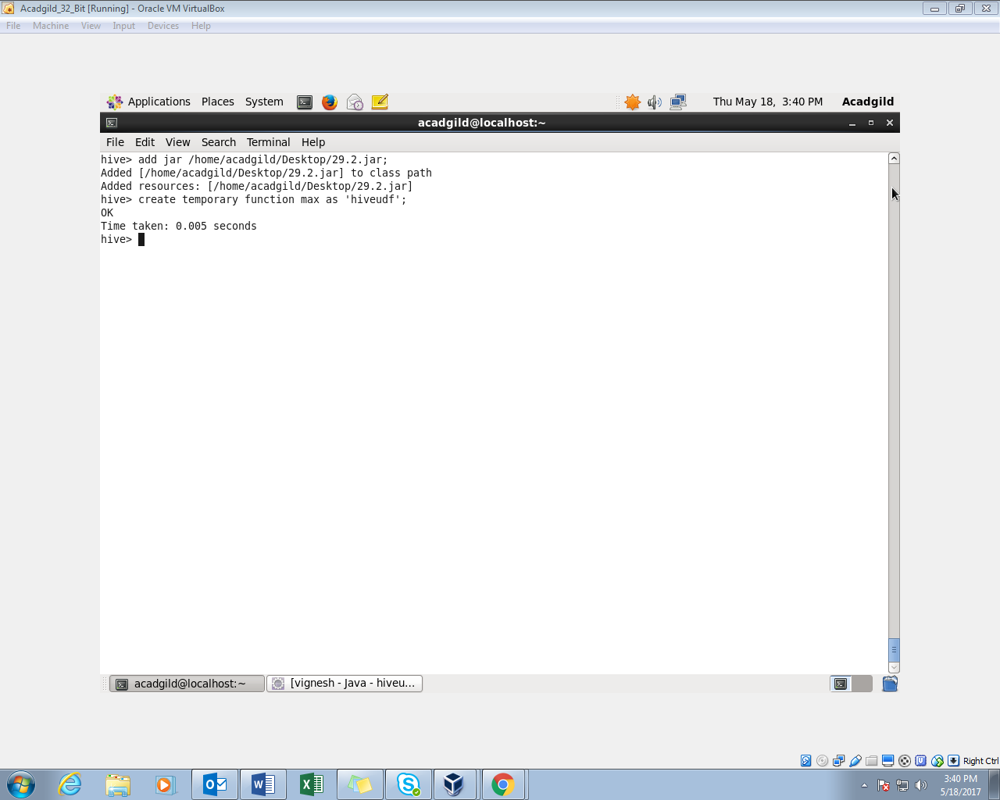 Acadgild_32_Bit [Running] - Oracle VM VirtualBox
File Machine View Input Devices Help
Applications Places System Thu May 18, 3:40 PM Acadgild
acadgild@localhost:~
File Edit View Search Terminal Help
hive> add jar /home/acadgild/Desktop/29.2.jar;
Added [/home/acadgild/Desktop/29.2.jar] to class path
Added resources: [/home/acadgild/Desktop/29.2.jar]
hive> create temporary function max as 'hiveudf';
OK
Time taken: 0.005 seconds
hive>
acadgild@localhost:~ [vignesh - Java - hiveu...
Right Ctrl
3:40 PM
5/18/2017